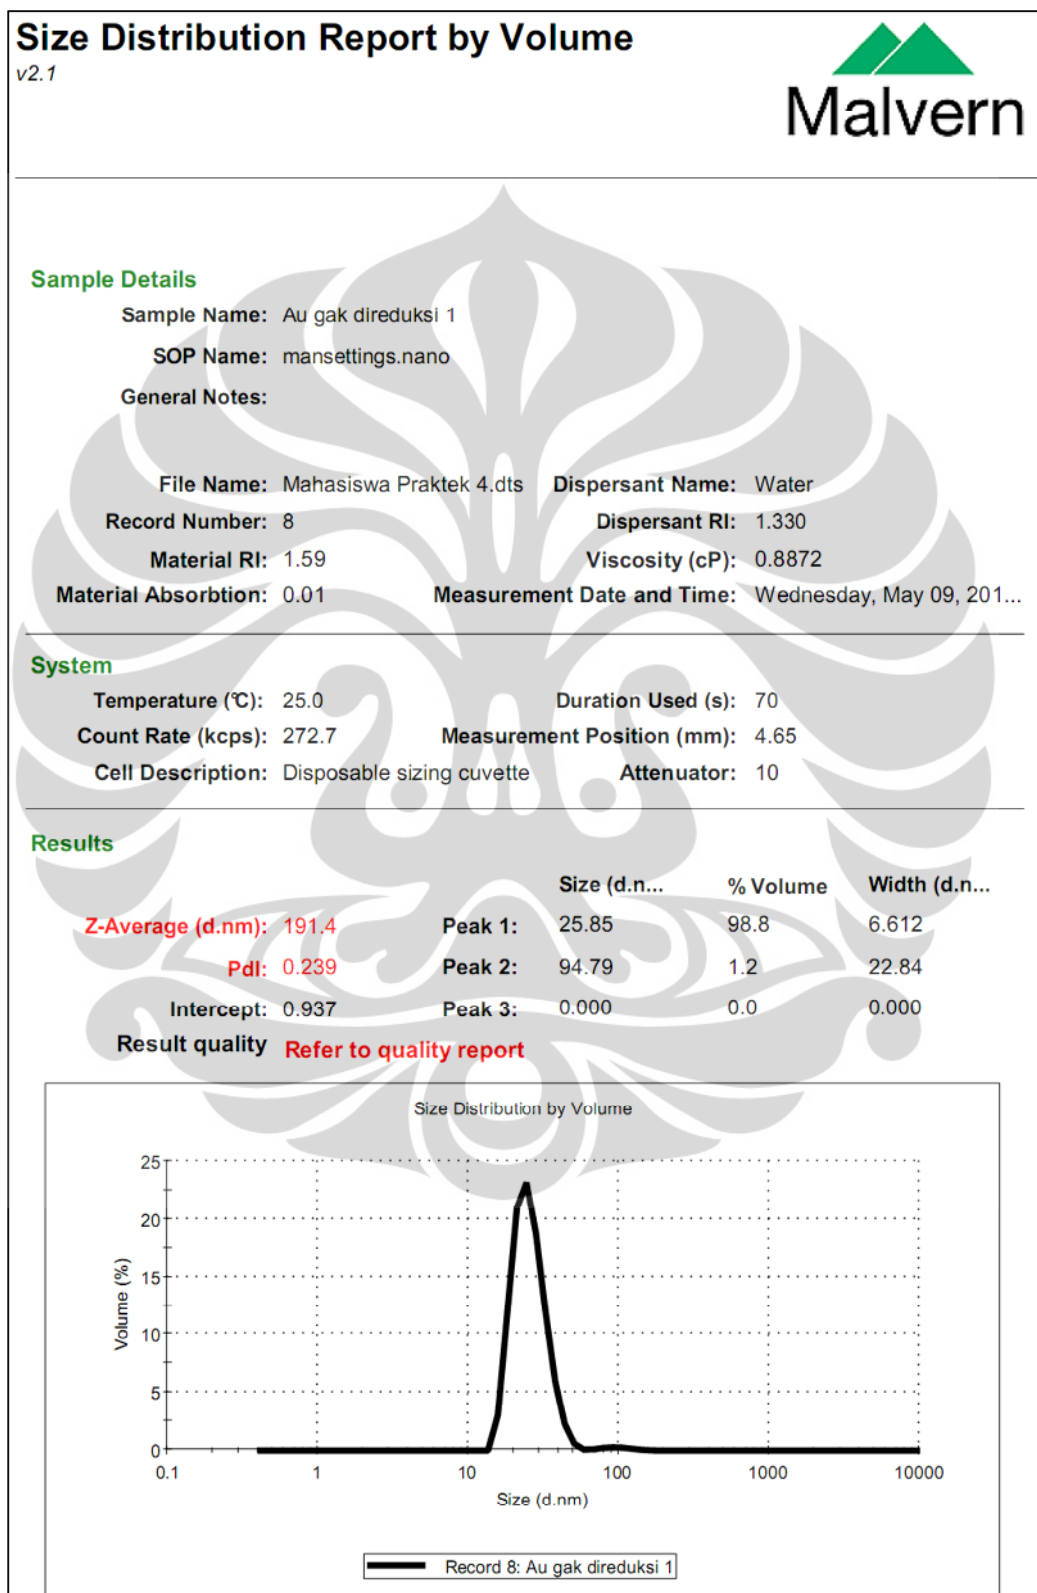 Size Distribution Report by Volume
v2.1
Malvern
Sample Details
Sample Name: Au gak direduksi 1
SOP Name: mansettings.nano
General Notes:
File Name: Mahasiswa Praktek 4.dts Dispersant Name: Water
Record Number: 8 Dispersant RI: 1.330
Material RI: 1.59 Viscosity (cP): 0.8872
Material Absorbtion: 0.01 Measurement Date and Time: Wednesday, May 09, 201...
System
Temperature (°C): 25.0 Duration Used (s): 70
Count Rate (kcps): 272.7 Measurement Position (mm): 4.65
Cell Description: Disposable sizing cuvette Attenuator: 10
Results
Size (d.n... % Volume Width (d.n...
Z-Average (d.nm): 191.4 Peak 1: 25.85 98.8 6.612
PdI: 0.239 Peak 2: 94.79 1.2 22.84
Intercept: 0.937 Peak 3: 0.000 0.0 0.000
Result quality Refer to quality report
Size Distribution by Volume
25
20
15
10
5
0
Volume (%)
0.1 1 10 100 1000 10000
Size (d.nm)
Record 8: Au gak direduksi 1